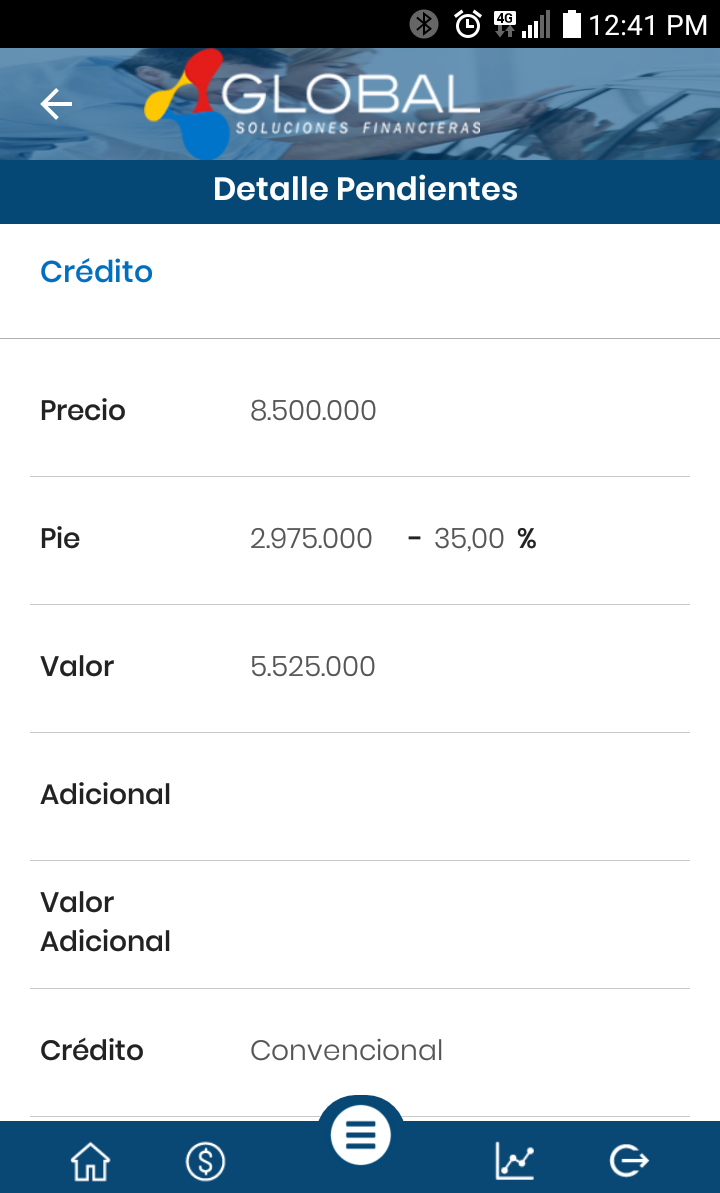 4G 12:41 PM
GLOBAL
SOLUCIONES FINANCIERAS
Detalle Pendientes
Crédito
Precio 8.500.000
Pie 2.975.000 - 35,00 %
Valor 5.525.000
Adicional
Valor
Adicional
Crédito Convencional